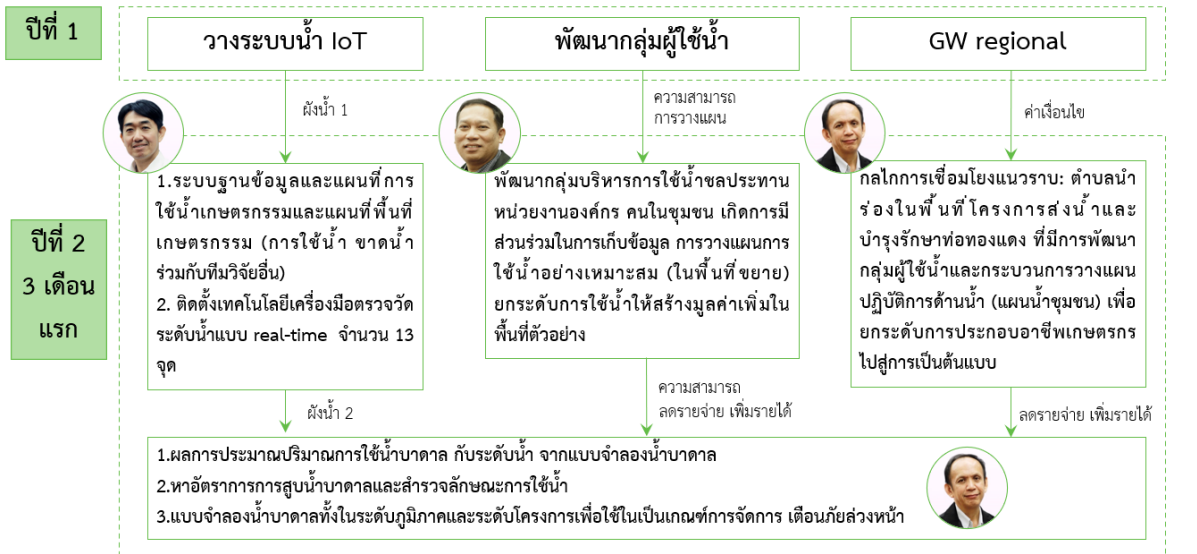 ปีที่ 1
วางระบบน้ำ IoT
พัฒนากลุ่มผู้ใช้น้ำ
GW regional
ผังน้ำ 1
ความสามารถ
การวางแผน
ค่าเงื่อนไข
ปีที่ 2
3 เดือน
แรก
1.ระบบฐานข้อมูลและแผนที่การ
ใช้น้ำเกษตรกรรมและแผนที่พื้นที่
เกษตรกรรม (การใช้น้ำ ขาดน้ำ
ร่วมกับทีมวิจัยอื่น)
2. ติดตั้งเทคโนโลยีเครื่องมือตรวจวัด
ระดับน้ำแบบ real-time จำนวน 13
จุด
พัฒนากลุ่มบริหารการใช้น้ำชลประทาน
หน่วยงานองค์กร คนในชุมชน เกิดการมี
ส่วนร่วมในการเก็บข้อมูล การวางแผนการ
ใช้น้ำอย่างเหมาะสม (ในพื้นที่ขยาย)
ยกระดับการใช้น้ำให้สร้างมูลค่าเพิ่มใน
พื้นที่ตัวอย่าง
กลไกการเชื่อมโยงแนวราบ: ตำบลนำ
ร่องในพื้นที่โครงการส่งน้ำและ
บำรุงรักษาท่อทองแดง ที่มีการพัฒนา
กลุ่มผู้ใช้น้ำและกระบวนการวางแผน
ปฏิบัติการด้านน้ำ (แผนน้ำชุมชน) เพื่อ
ยกระดับการประกอบอาชีพเกษตรกร
ไปสู่การเป็นต้นแบบ
ผังน้ำ 2
ความสามารถ
ลดรายจ่าย เพิ่มรายได้
ลดรายจ่าย เพิ่มรายได้
1.ผลการประมาณปริมาณการใช้น้ำบาดาล กับระดับน้ำ จากแบบจำลองน้ำบาดาล
2.หาอัตราการการสูบน้ำบาดาลและสำรวจลักษณะการใช้น้ำ
3.แบบจำลองน้ำบาดาลทั้งในระดับภูมิภาคและระดับโครงการเพื่อใช้ในเป็นเกณฑ์การจัดการ เตือนภัยล่วงหน้า